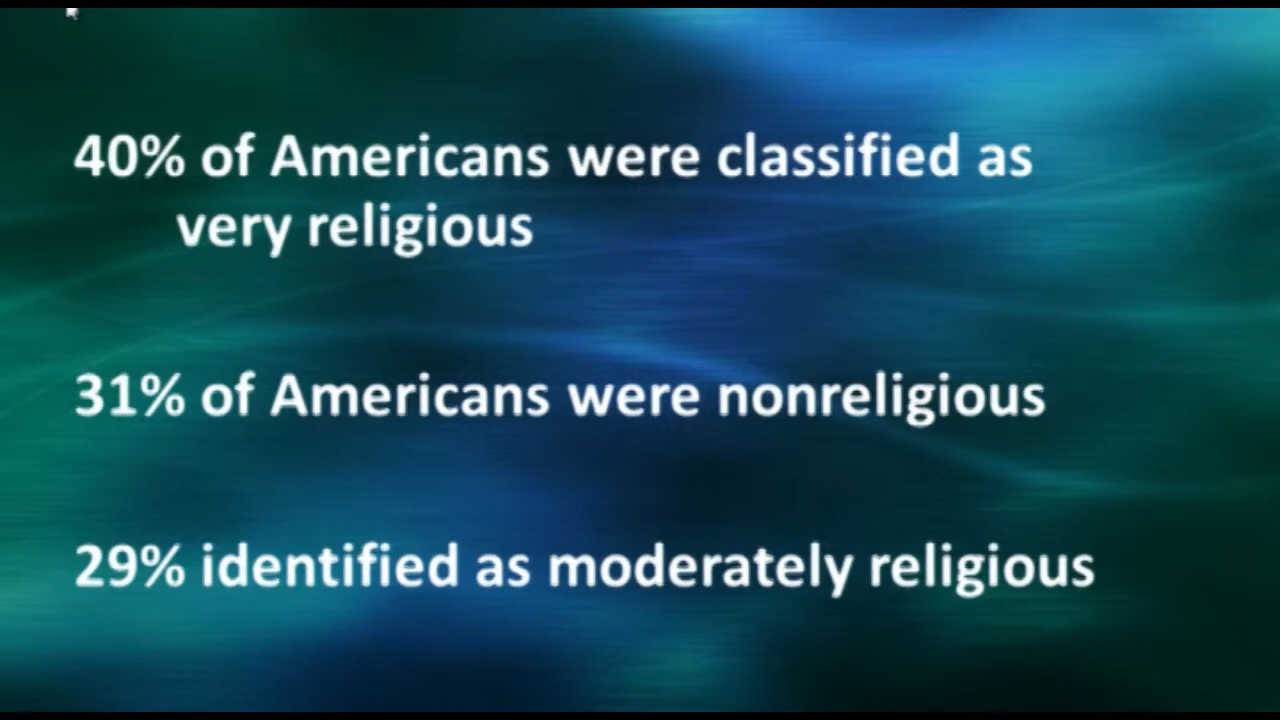 40% of Americans were classified as
very religious
31% of Americans were nonreligious
29% identified as moderately religious